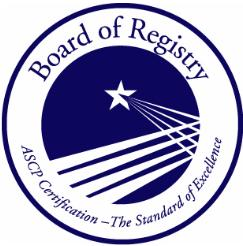 Board of Registry
ASCP Certification –The Standard of Excellence